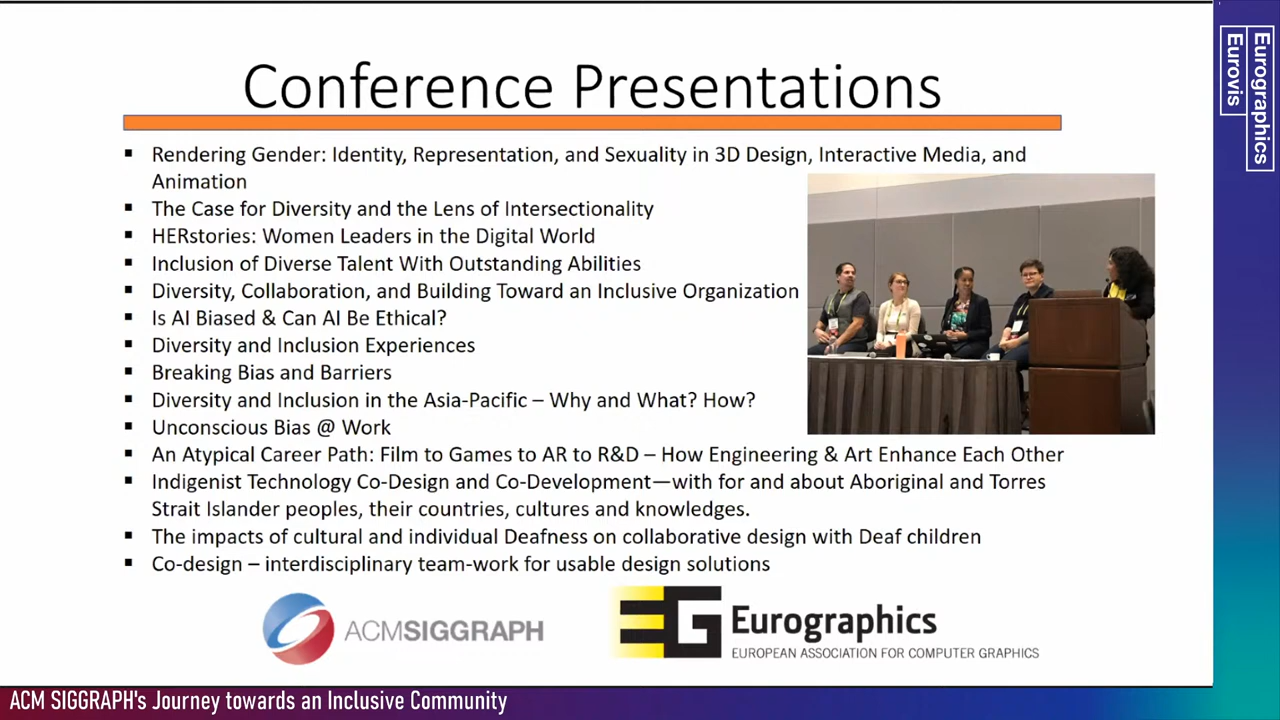 Conference Presentations
▪ Rendering Gender: Identity, Representation, and Sexuality in 3D Design, Interactive Media, and
Animation
▪ The Case for Diversity and the Lens of Intersectionality
▪ HERstories: Women Leaders in the Digital World
▪ Inclusion of Diverse Talent With Outstanding Abilities
▪ Diversity, Collaboration, and Building Toward an Inclusive Organization
▪ Is AI Biased & Can AI Be Ethical?
▪ Diversity and Inclusion Experiences
▪ Breaking Bias and Barriers
▪ Diversity and Inclusion in the Asia-Pacific – Why and What? How?
▪ Unconscious Bias @ Work
▪ An Atypical Career Path: Film to Games to AR to R&D – How Engineering & Art Enhance Each Other
▪ Indigenist Technology Co-Design and Co-Development—with for and about Aboriginal and Torres
Strait Islander peoples, their countries, cultures and knowledges.
▪ The impacts of cultural and individual Deafness on collaborative design with Deaf children
▪ Co-design – interdisciplinary team-work for usable design solutions
ACMSIGGRAPH
EG Eurographics
EUROPEAN ASSOCIATION FOR COMPUTER GRAPHICS
Eurographics
Eurovis
ACM SIGGRAPH's Journey towards an Inclusive Community